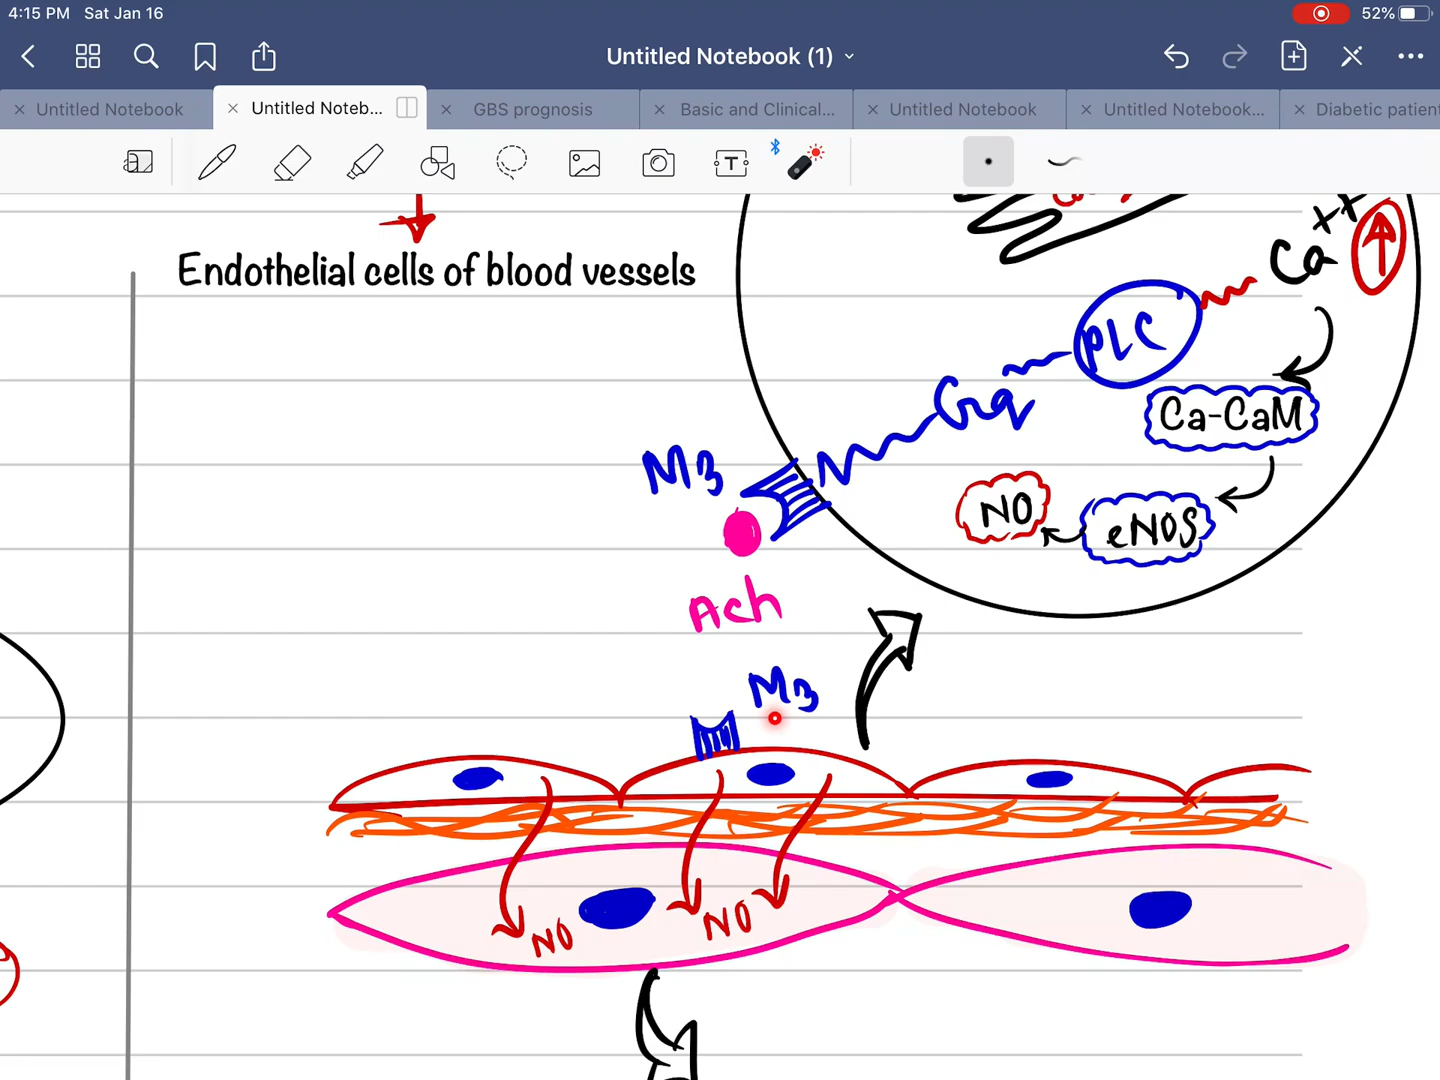 4:15 PM Sat Jan 16
52%
Untitled Notebook (1)
Untitled Notebook
Untitled Noteb...
GBS prognosis
Basic and Clinical...
Untitled Notebook
Untitled Notebook...
Diabetic patient
T
Endothelial cells of blood vessels
Ca++ ↑
PLC
Gq
Ca-CaM
M3
NO
eNOS
Ach
M3
NO
NO